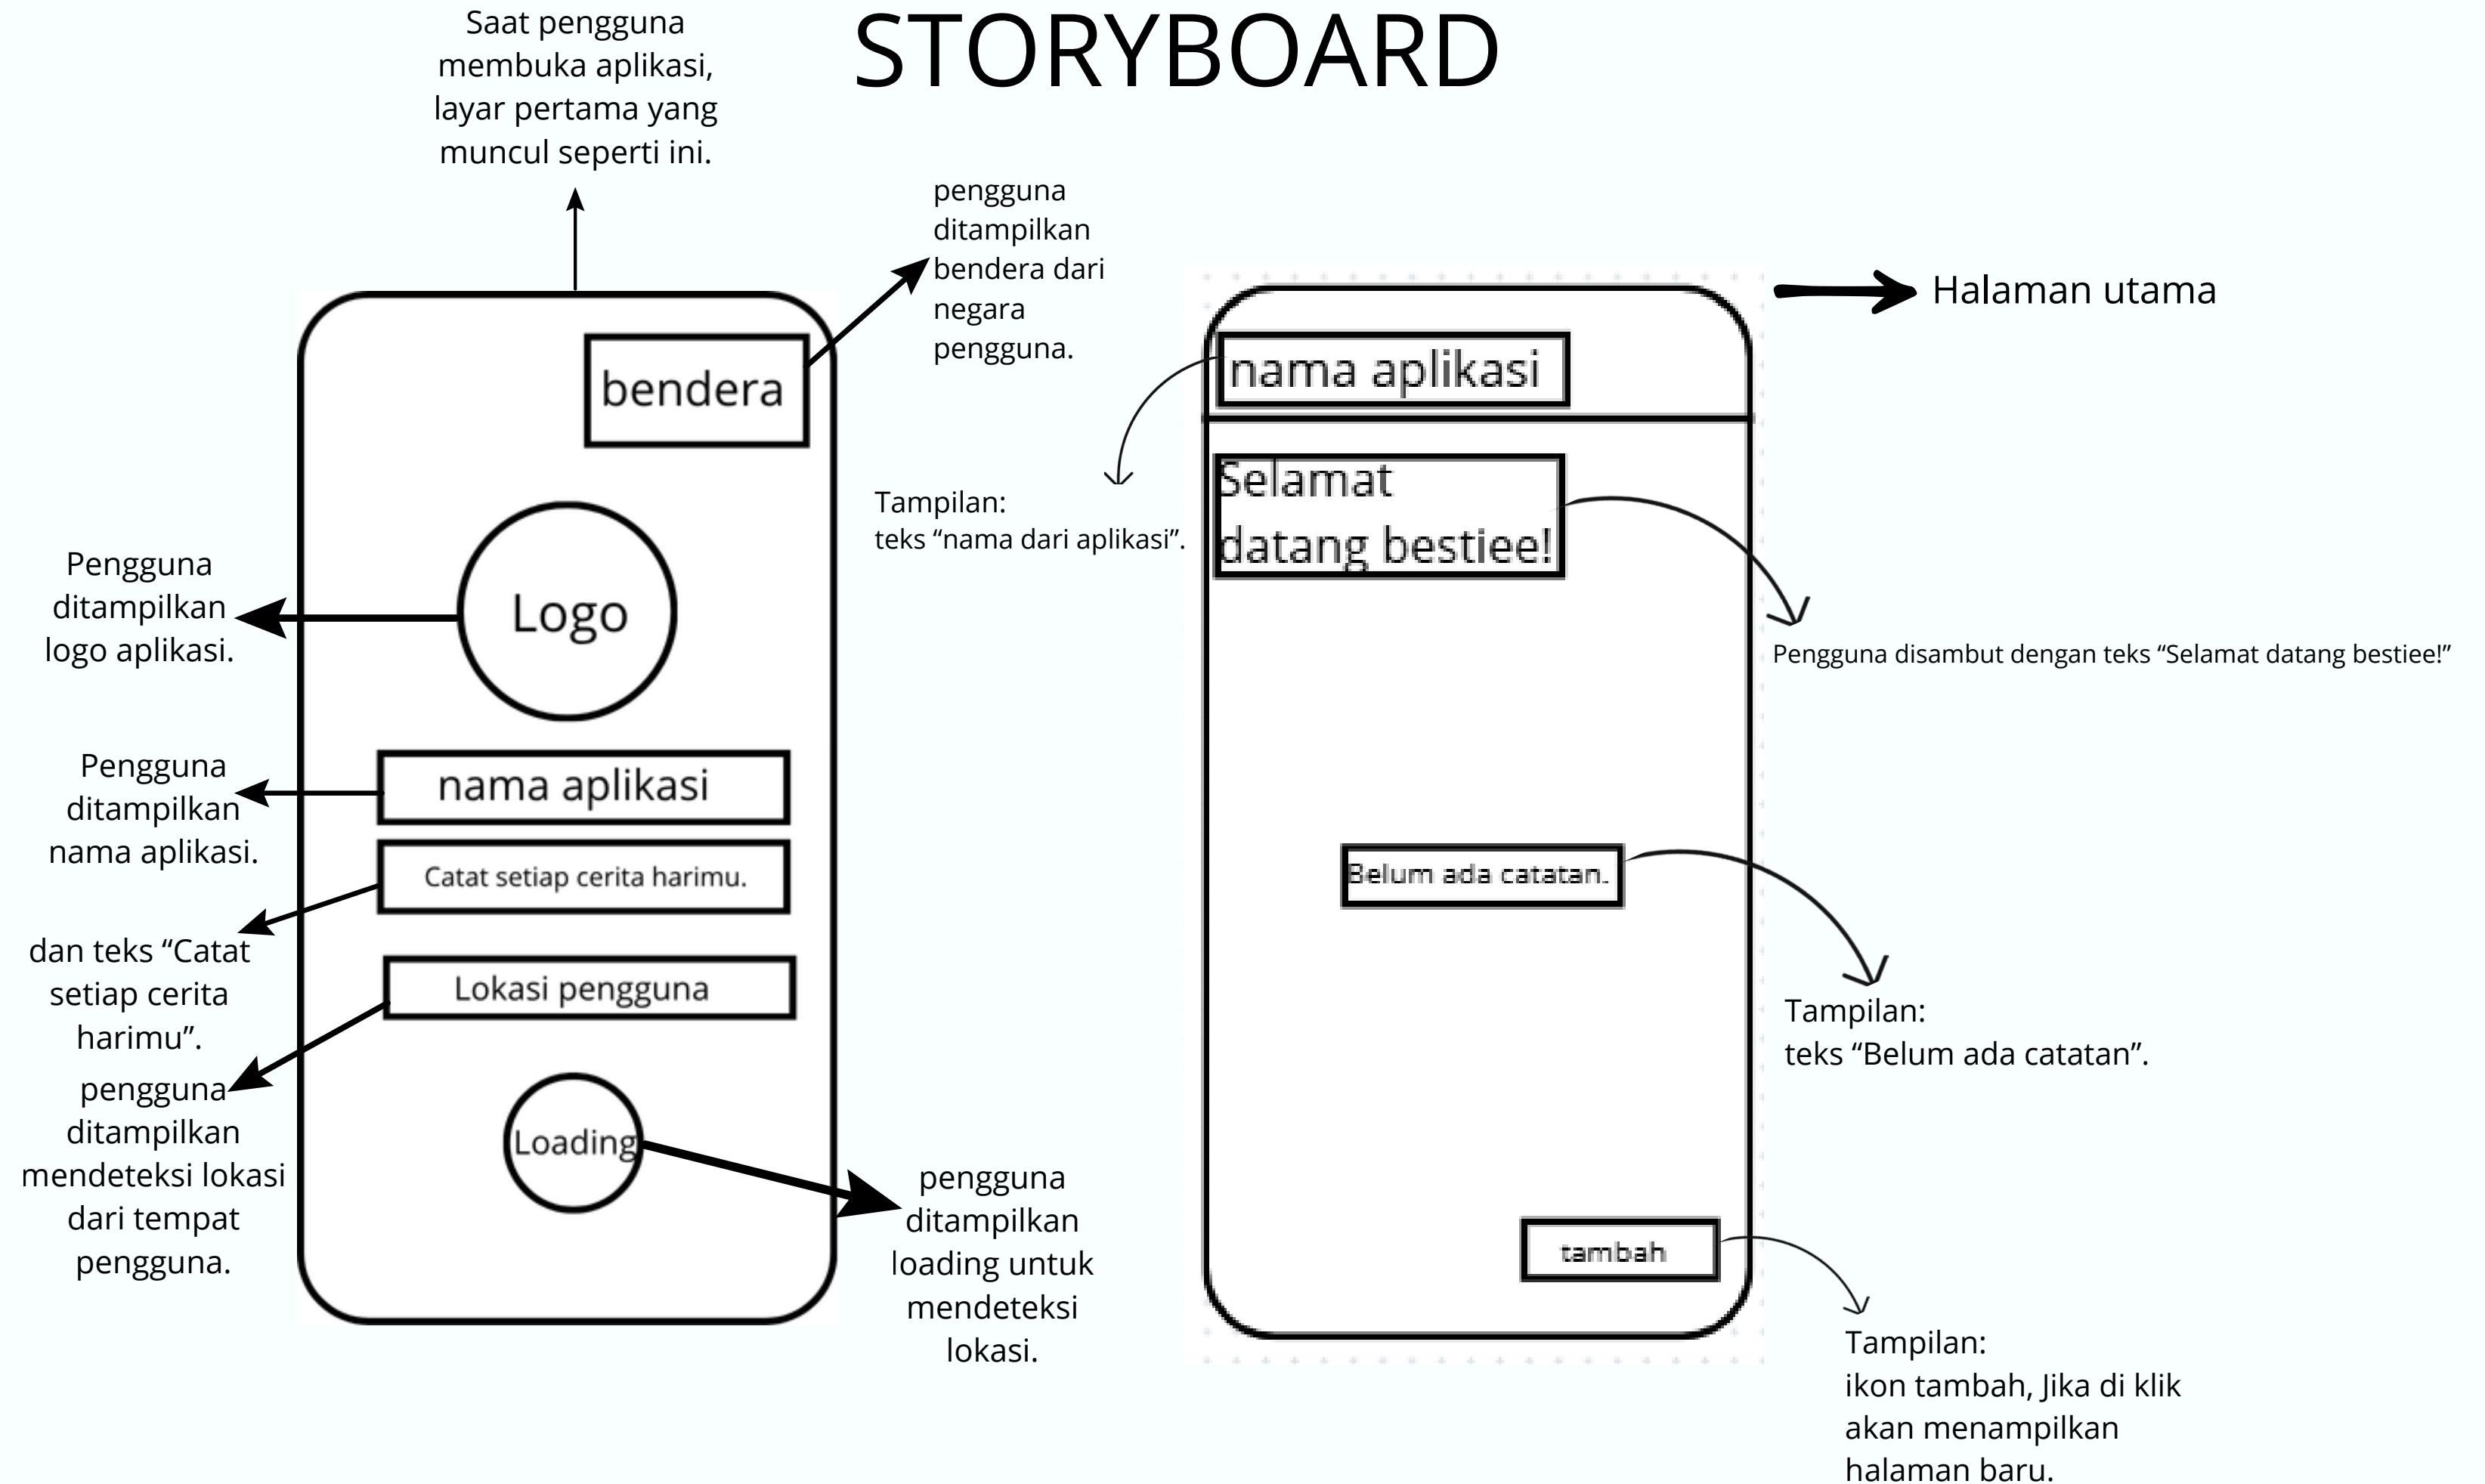 STORYBOARD
Saat pengguna
membuka aplikasi,
layar pertama yang
muncul seperti ini.
pengguna
ditampilkan
bendera dari
negara
pengguna.
bendera
Logo
Pengguna
ditampilkan
logo aplikasi.
nama aplikasi
Pengguna
ditampilkan
nama aplikasi.
Catat setiap cerita harimu.
dan teks “Catat
setiap cerita
harimu”.
Lokasi pengguna
pengguna
ditampilkan
mendeteksi lokasi
dari tempat
pengguna.
Loading
pengguna
ditampilkan
loading untuk
mendeteksi
lokasi.
Halaman utama
nama aplikasi
Tampilan:
teks “nama dari aplikasi”.
Selamat
datang bestiee!
Pengguna disambut dengan teks “Selamat datang bestiee!”
Belum ada catatan.
Tampilan:
teks “Belum ada catatan”.
tambah
Tampilan:
ikon tambah, Jika di klik
akan menampilkan
halaman baru.